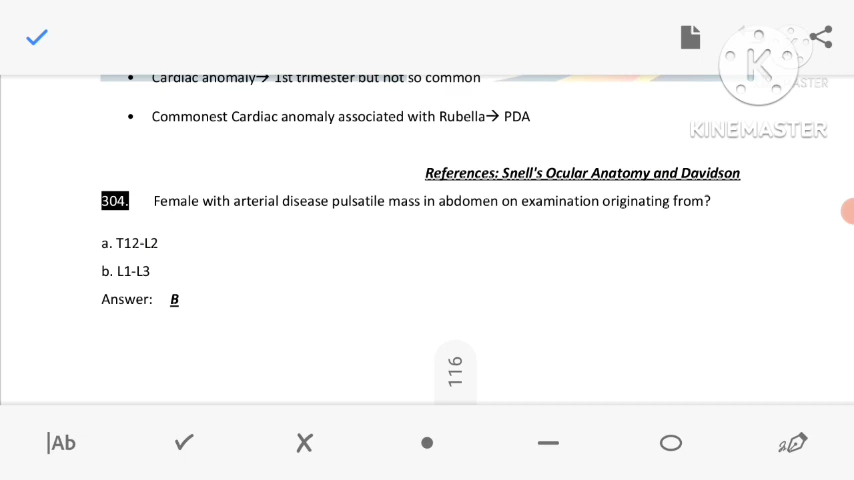 Cardiac anomaly→ 1st trimester but not so common
K
ASTER
• Commonest Cardiac anomaly associated with Rubella→ PDA
KINEMASTER
References: Snell's Ocular Anatomy and Davidson
304. Female with arterial disease pulsatile mass in abdomen on examination originating from?
a. T12-L2
b. L1-L3
Answer: B
116
|Ab